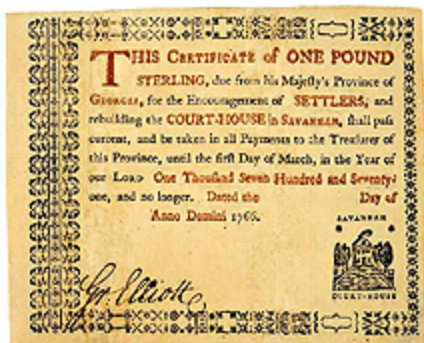 THIS CERTIFICATE of ONE POUND
STERLING, due from his Majesty's Province of
GEORGIA, for the Encouragement of SETTLERS, and
rebuilding the COURT-HOUSE in SAVANNAH, shall pass
current, and be taken in all Payments to the Treasurer of
this Province, until the first Day of March, in the Year of
our LORD One Thousand Seven Hundred and Seventy-
one, and no longer. Dated the Day of
Anno Domini 1766.
SAVANNAH
COURT-HOUSE
Gr. Elliott